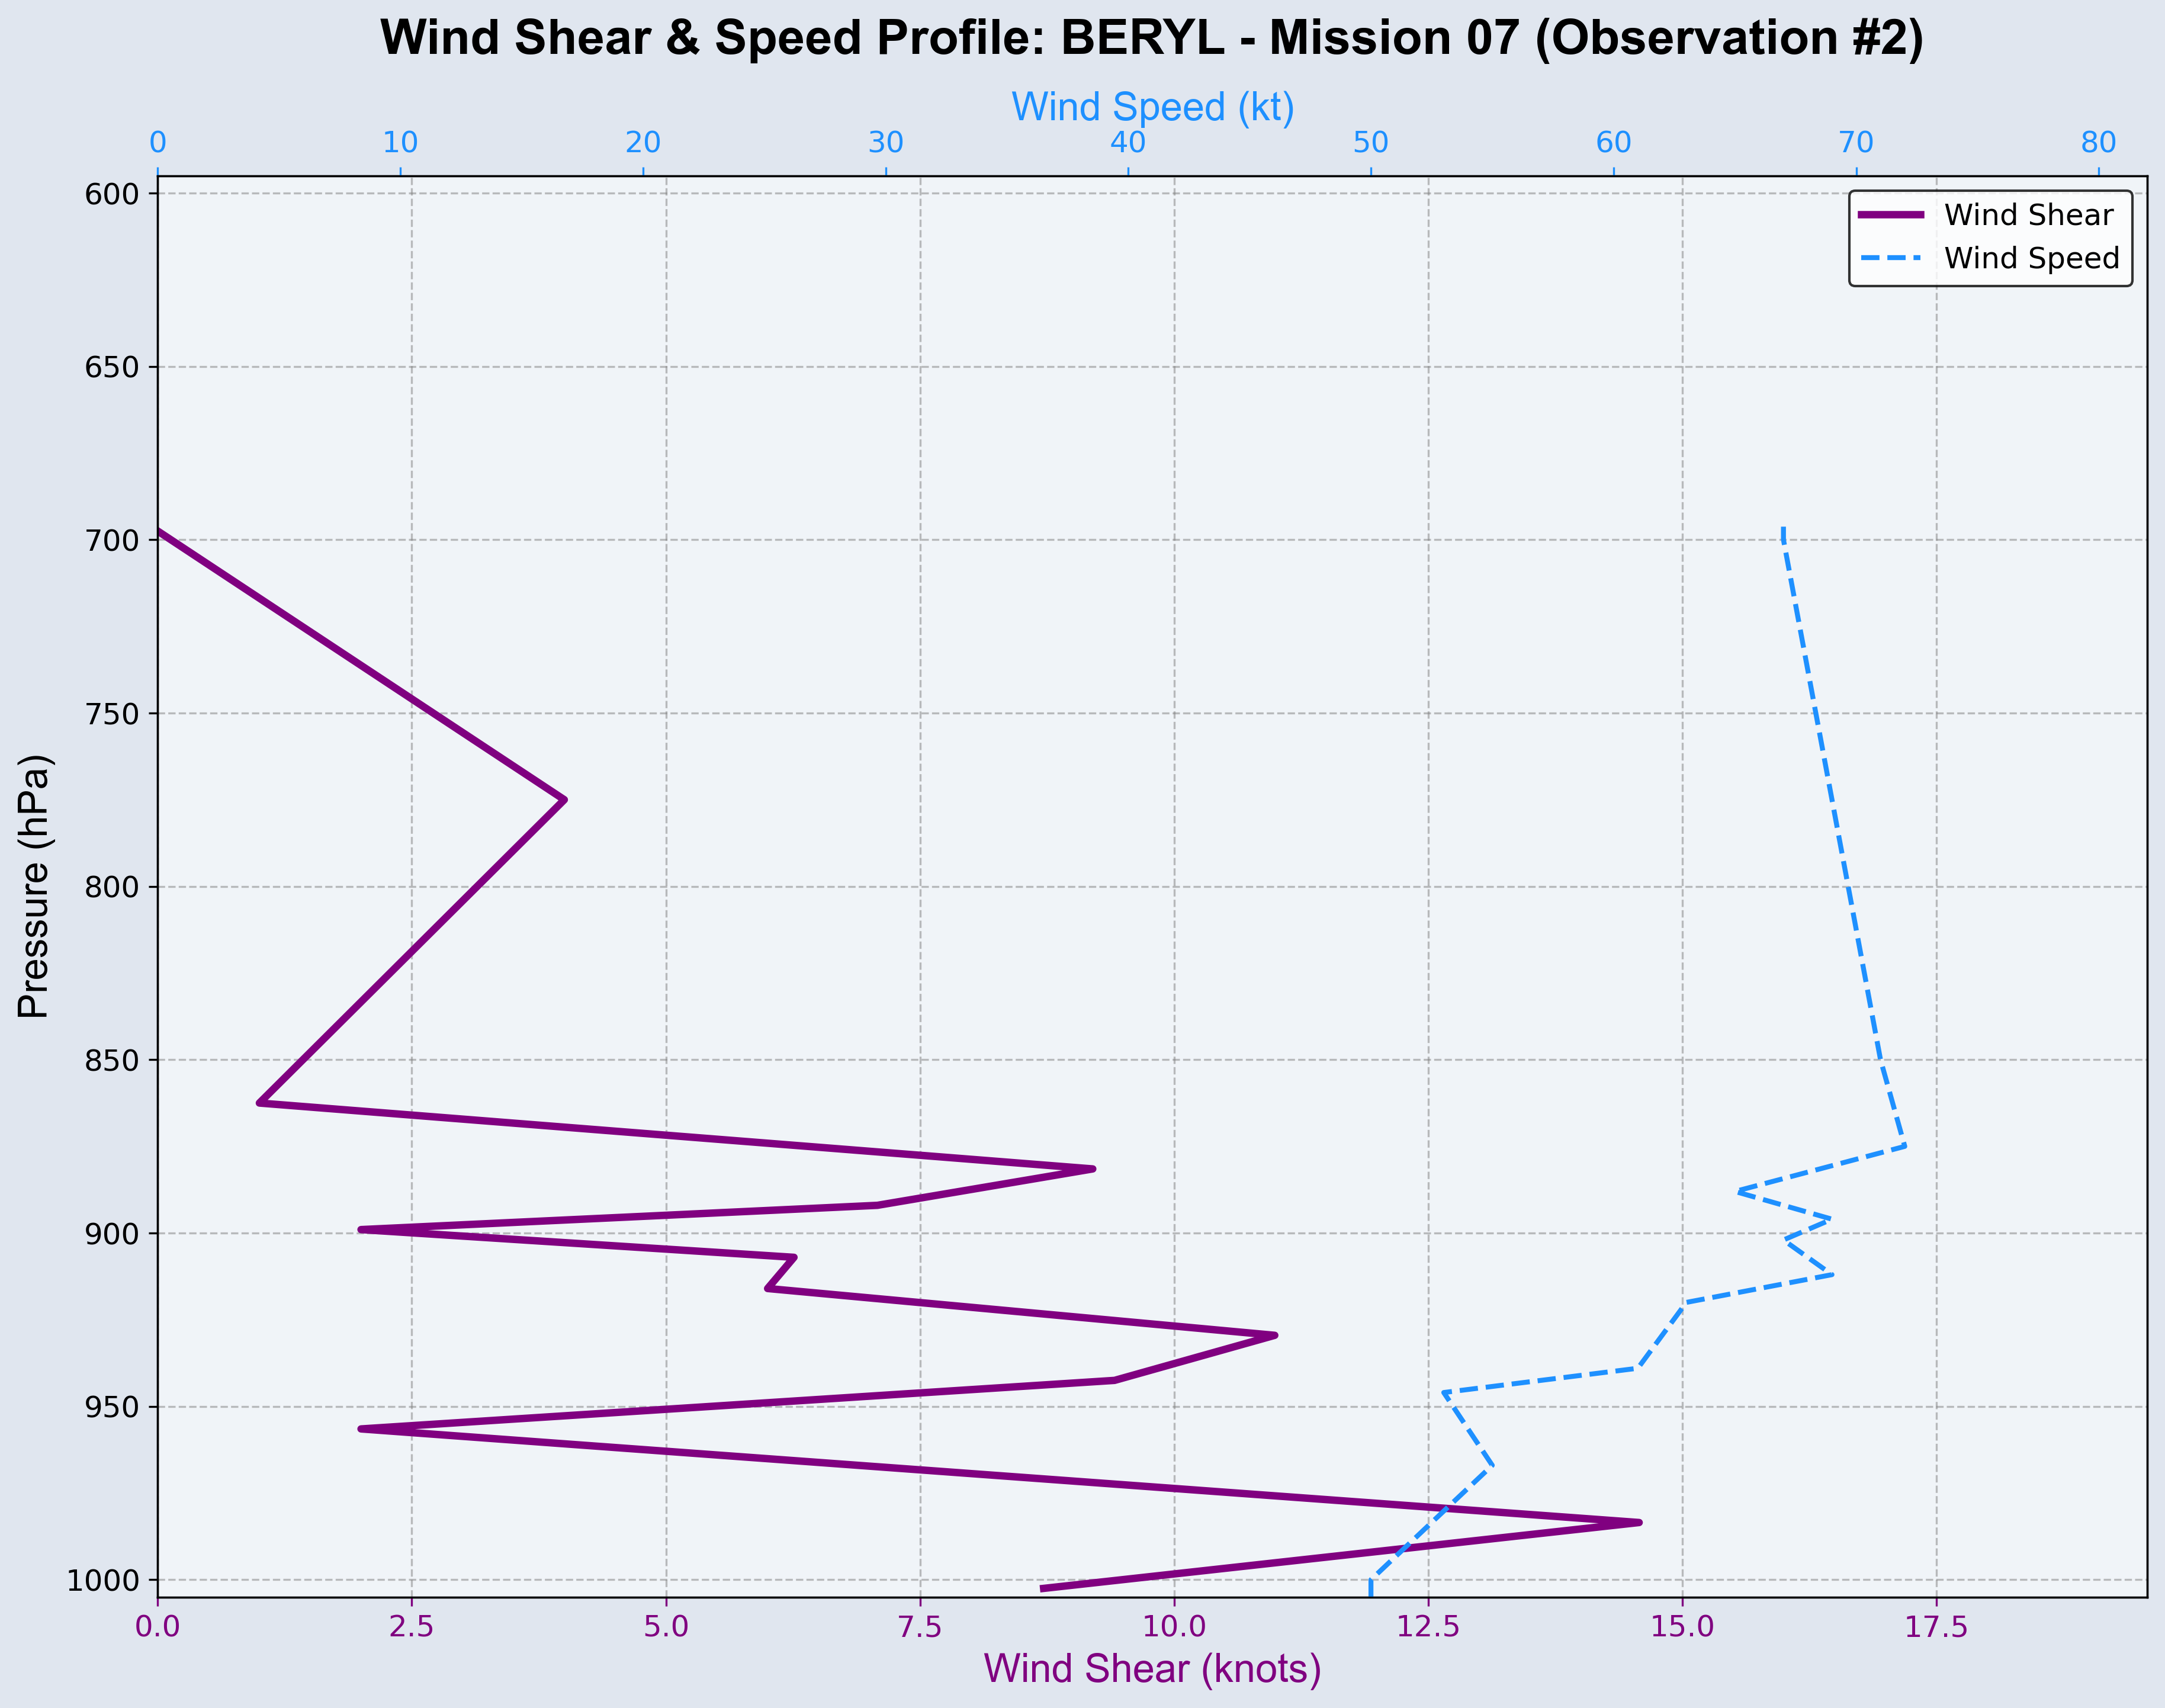 Wind Shear & Speed Profile: BERYL - Mission 07 (Observation #2)
Wind Speed (kt)
0 10 20 30 40 50 60 70 80
Wind Shear
Wind Speed
600
650
700
750
800
850
900
950
1000
Pressure (hPa)
0.0 2.5 5.0 7.5 10.0 12.5 15.0 17.5
Wind Shear (knots)